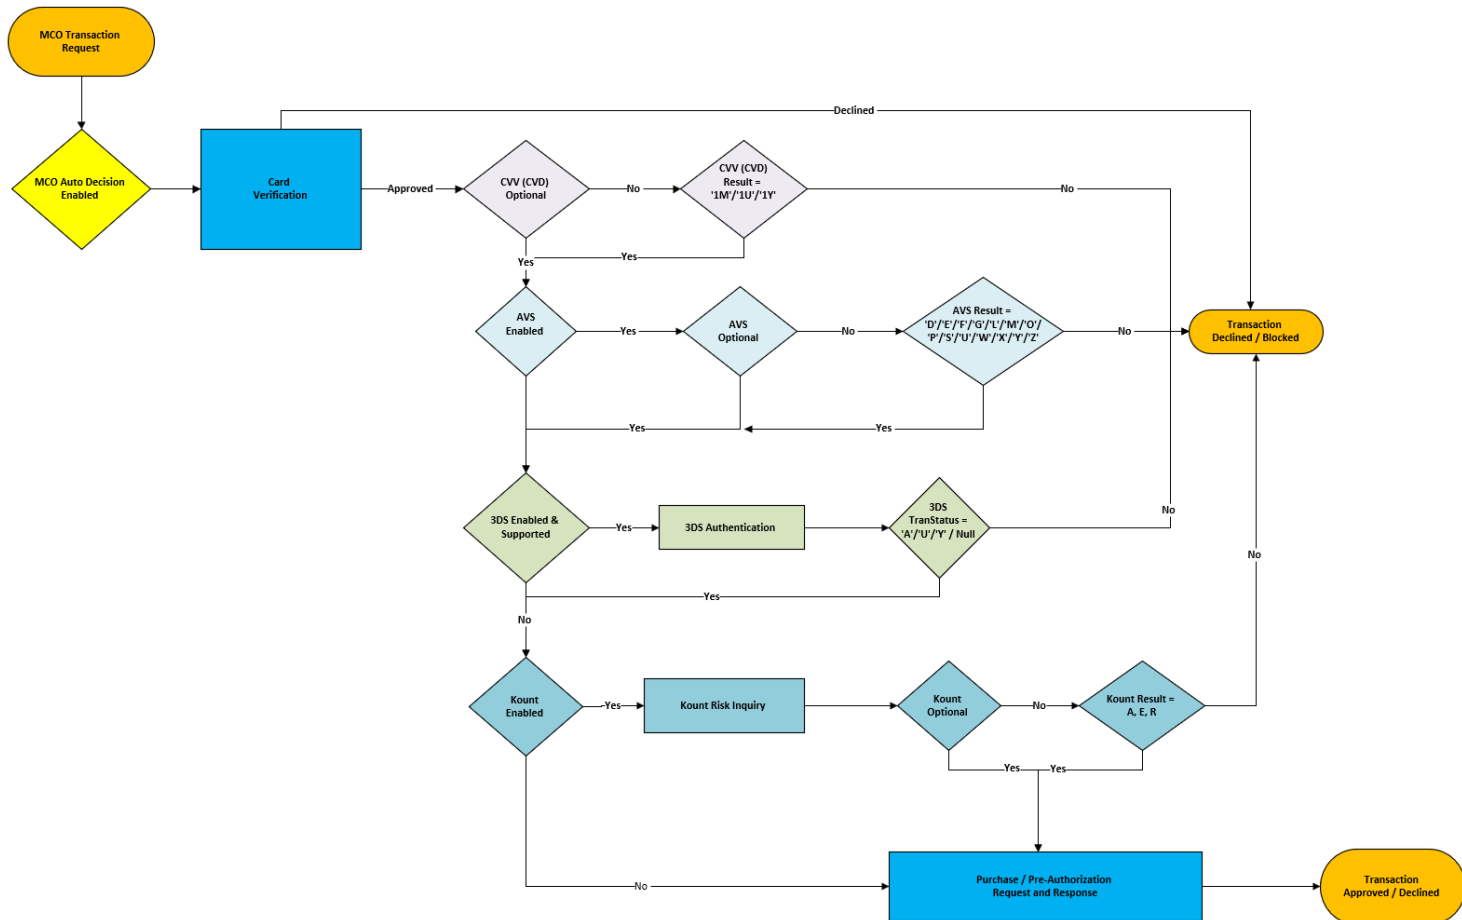 MCO Transaction
Request
Declined
MCO Auto Decision
Enabled
Card
Verification
Approved
CVV (CVD)
Optional
No
CVV (CVD)
Result =
'1M'/'1U'/'1Y'
No
Yes
Yes
AVS
Enabled
Yes
AVS
Optional
No
AVS Result =
'D'/'E'/'F'/'G'/'L'/'M'/'O'/
'P'/'S'/'U'/'W'/'X'/'Y'/'Z'
No
Transaction
Declined / Blocked
Yes
Yes
3DS Enabled &
Supported
Yes
3DS Authentication
3DS
TranStatus =
'A'/'U'/'Y' / Null
No
No
Yes
No
Kount
Enabled
Yes
Kount Risk Inquiry
Kount
Optional
No
Kount Result =
A, E, R
Yes
Yes
No
Purchase / Pre-Authorization
Request and Response
Transaction
Approved / Declined